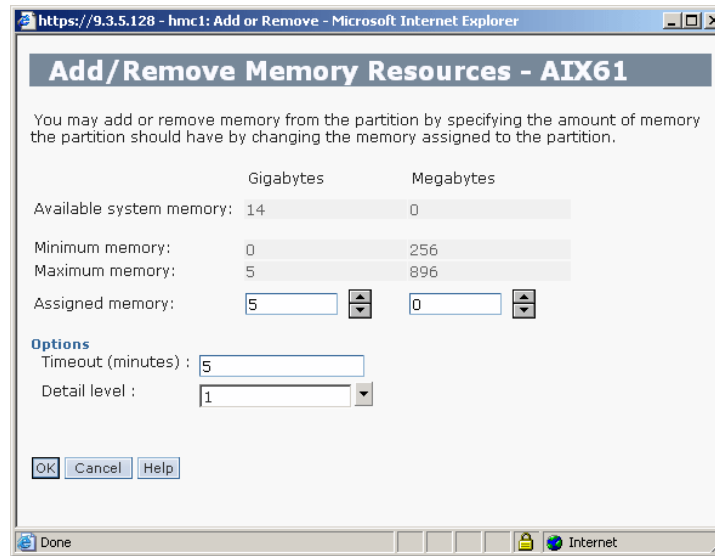 https://9.3.5.128 - hmc1: Add or Remove - Microsoft Internet Explorer
Add/Remove Memory Resources - AIX61
You may add or remove memory from the partition by specifying the amount of memory
the partition should have by changing the memory assigned to the partition.
Gigabytes Megabytes
Available system memory: 14 0
Minimum memory: 0 256
Maximum memory: 5 896
Assigned memory: 5 0
Options
Timeout (minutes) : 5
Detail level : 1
OK Cancel Help
Done Internet